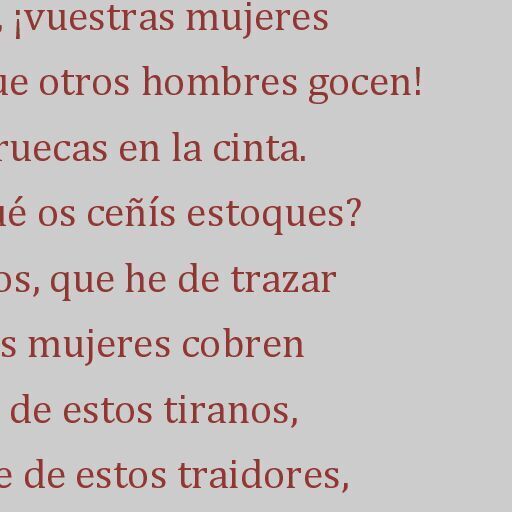 , ¡vuestras mujeres
ue otros hombres gocen!
ruecas en la cinta.
ué os ceñís estoques?
os, que he de trazar
s mujeres cobren
de estos tiranos,
e de estos traidores,